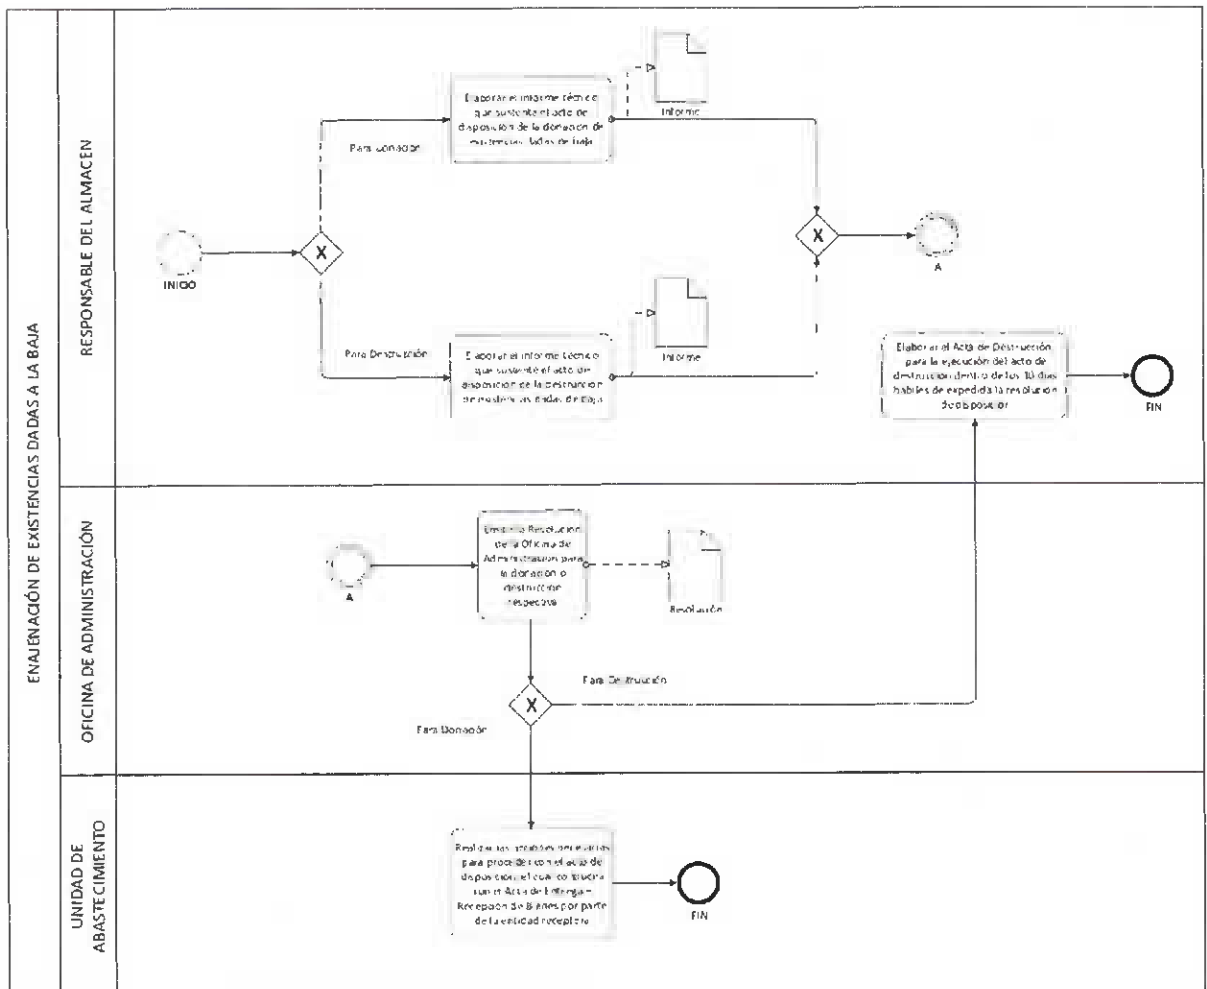 ENAJENACIÓN DE EXISTENCIAS DADAS A LA BAJA
RESPONSABLE DEL ALMACEN
INICIO
X
Para Donación
Elaborar el informe técnico
que sustente el acto de
disposición de la donación de
existencias dadas de baja
Informe
Para Destrucción
Elaborar el informe técnico
que sustente el acto de
disposición de la destrucción
de existencias dadas de baja
Informe
X
A
Elaborar el Acta de Destrucción
para la ejecución del acto de
destrucción dentro de los 10 días
hábiles de expedida la resolución
de disposición
FIN
OFICINA DE ADMINISTRACIÓN
A
Emitir la Resolución
de la Oficina de
Administración para
la donación o
destrucción
respectiva
Resolución
X
Para Destrucción
Para Donación
UNIDAD DE
ABASTECIMIENTO
Realizar las acciones necesarias
para proceder con el acto de
disposición, el cual concluirá
con el Acta de Entrega –
Recepción de Bienes por parte
de la entidad receptora
FIN